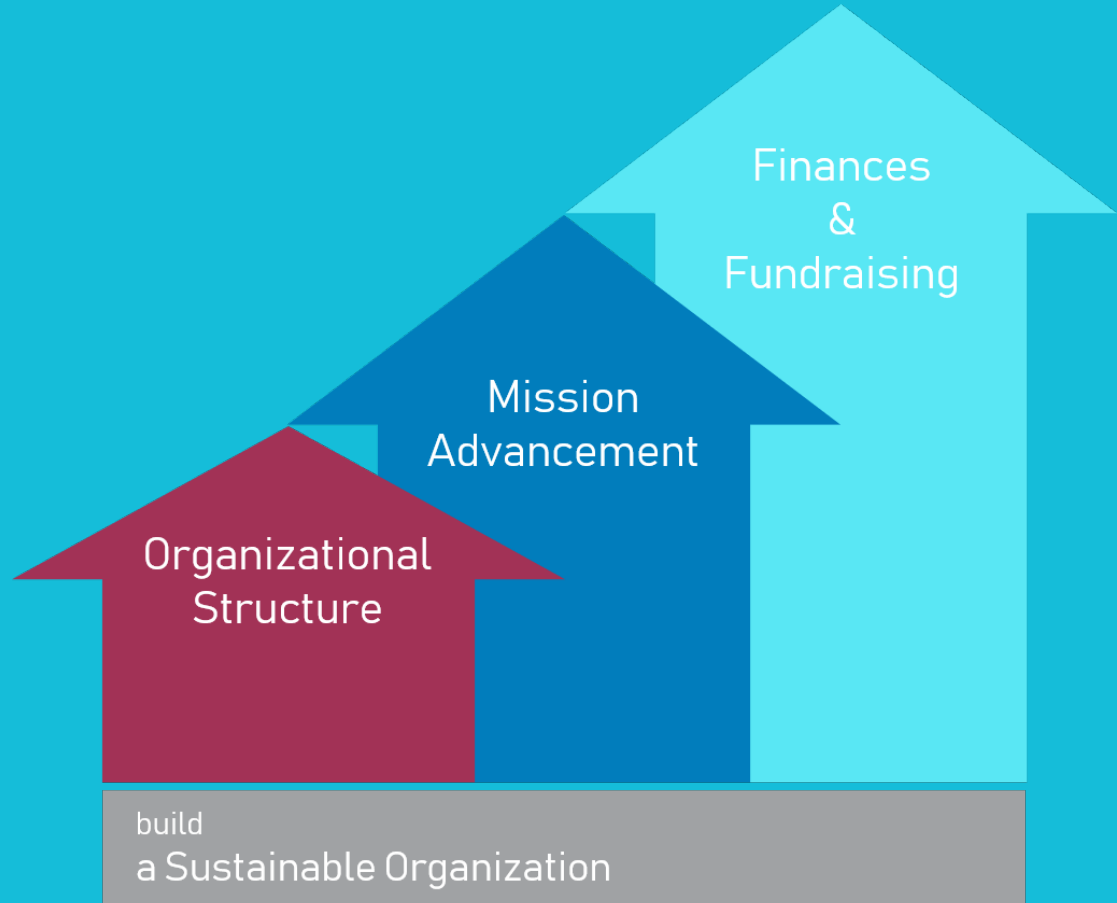 Finances
&
Fundraising
Mission
Advancement
Organizational
Structure
build
a Sustainable Organization